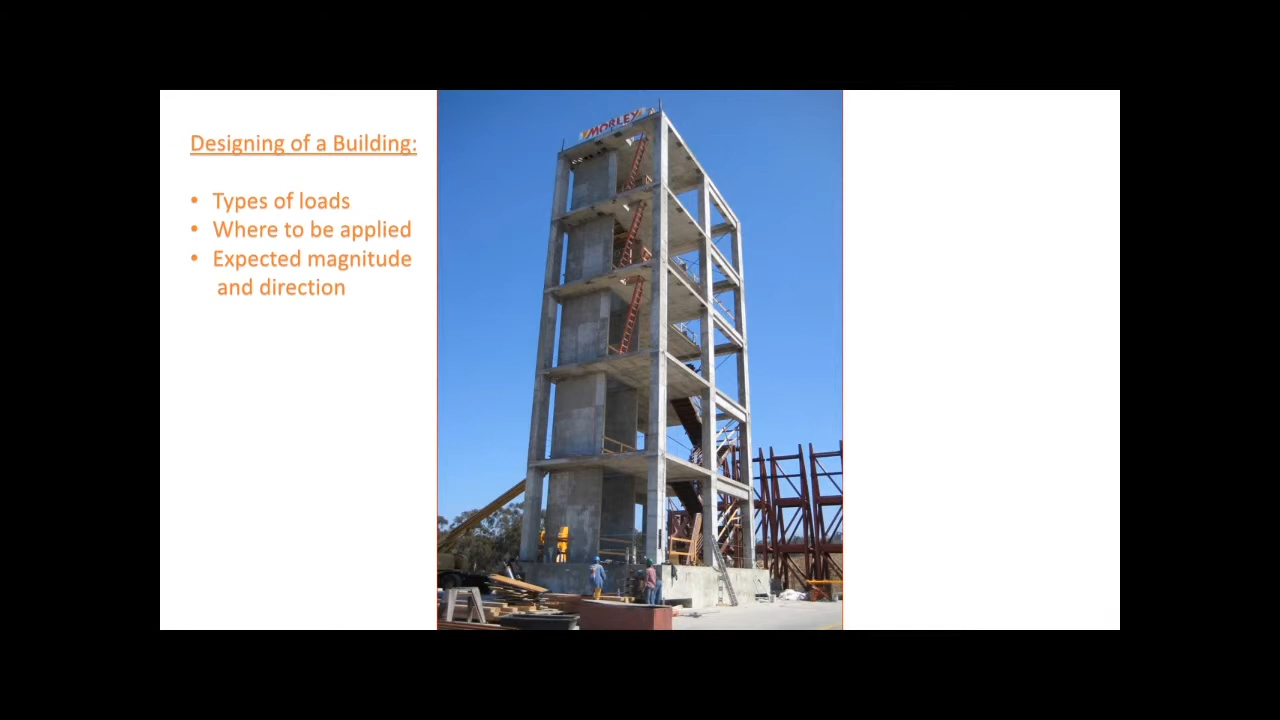 Designing of a Building:
• Types of loads
• Where to be applied
• Expected magnitude
and direction
MORLEY